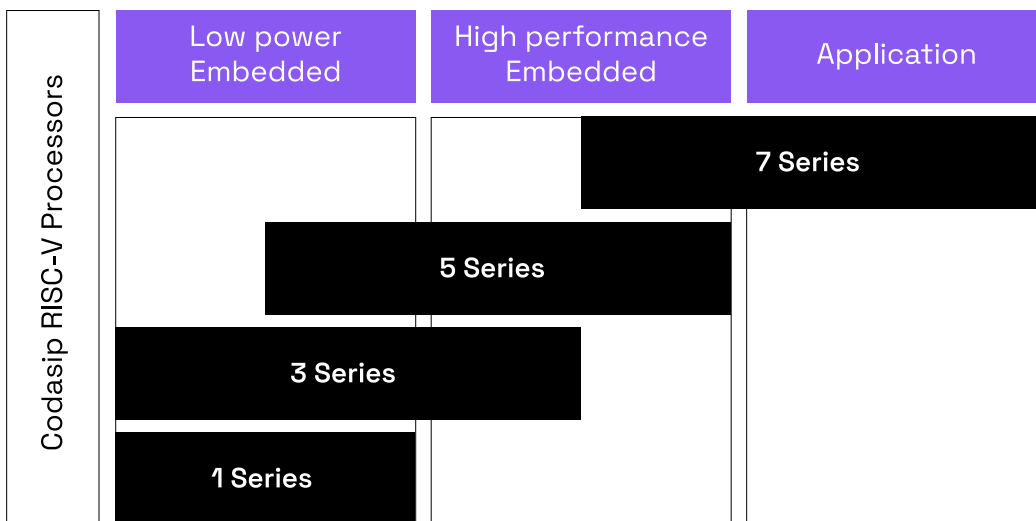 Codasip RISC-V Processors
Low power
Embedded
High performance
Embedded
Application
7 Series
5 Series
3 Series
1 Series